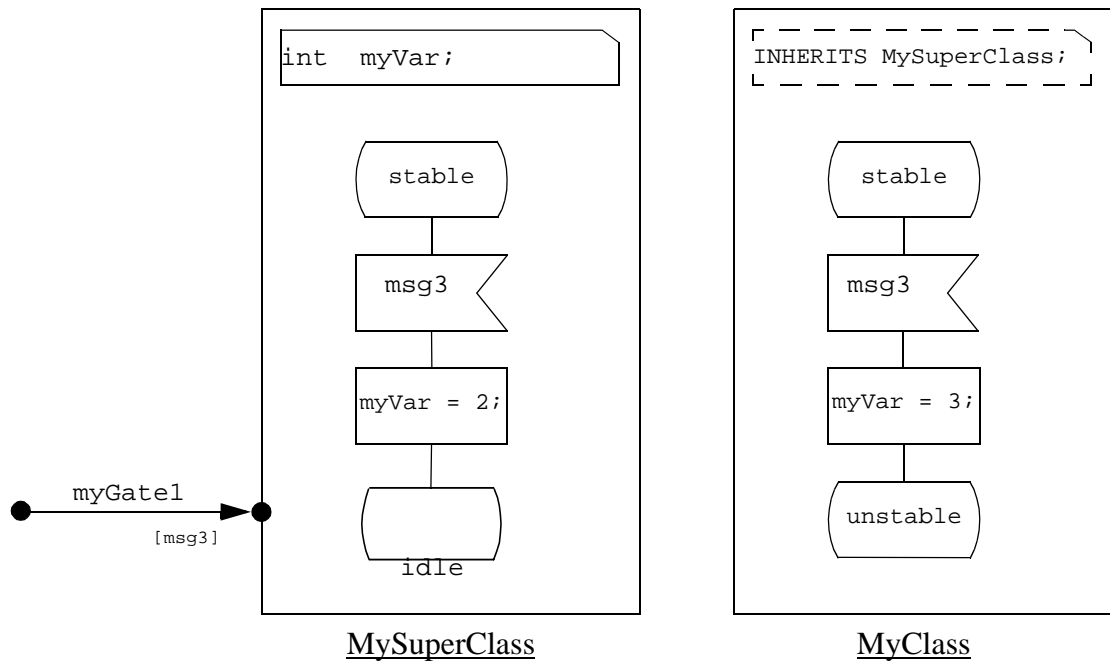 int  myVar;
stable
msg3
myVar = 2;
idle
myGate1
[msg3]
MySuperClass
INHERITS MySuperClass;
stable
msg3
myVar = 3;
unstable
MyClass